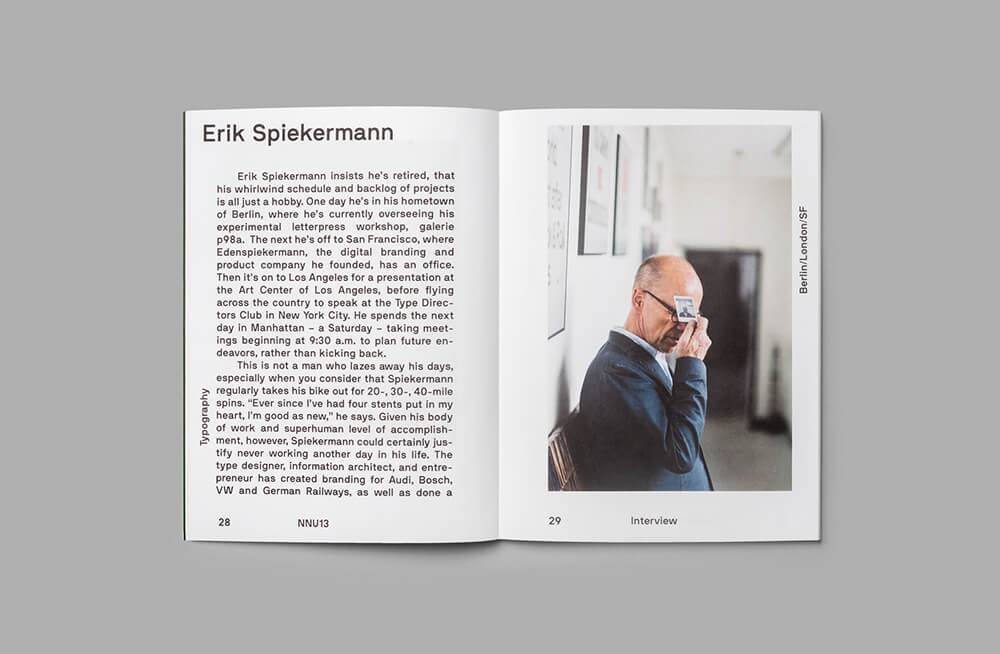 Erik Spiekermann
Erik Spiekermann insists he's retired, that
his whirlwind schedule and backlog of projects
is all just a hobby. One day he's in his hometown
of Berlin, where he's currently overseeing his
experimental letterpress workshop, galerie
p98a. The next he's off to San Francisco, where
Edenspiekermann, the digital branding and
product company he founded, has an office.
Then it's on to Los Angeles for a presentation at
the Art Center of Los Angeles, before flying
across the country to speak at the Type Direc-
tors Club in New York City. He spends the next
day in Manhattan – a Saturday – taking meet-
ings beginning at 9:30 a.m. to plan future en-
deavors, rather than kicking back.
This is not a man who lazes away his days,
especially when you consider that Spiekermann
regularly takes his bike out for 20-, 30-, 40-mile
spins. “Ever since I've had four stents put in my
heart, I'm good as new,” he says. Given his body
of work and superhuman level of accomplish-
ment, however, Spiekermann could certainly jus-
tify never working another day in his life. The
type designer, information architect, and entre-
preneur has created branding for Audi, Bosch,
VW and German Railways, as well as done a
Typography
28
NNU13
Berlin/London/SF
29
Interview